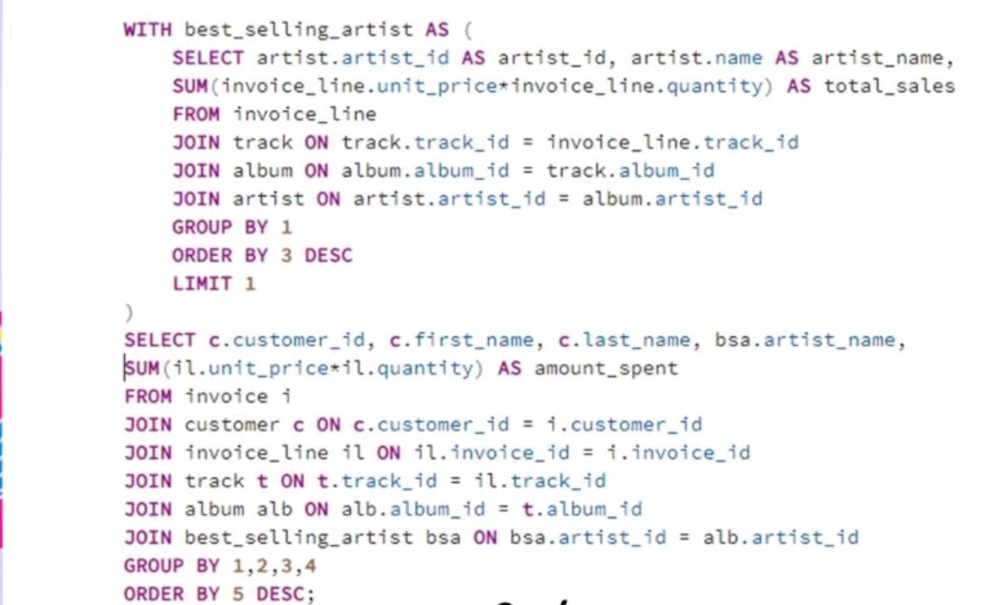 WITH best_selling_artist AS (
SELECT artist.artist_id AS artist_id, artist.name AS artist_name,
SUM(invoice_line.unit_price*invoice_line.quantity) AS total_sales
FROM invoice_line
JOIN track ON track.track_id = invoice_line.track_id
JOIN album ON album.album_id = track.album_id
JOIN artist ON artist.artist_id = album.artist_id
GROUP BY 1
ORDER BY 3 DESC
LIMIT 1
)
SELECT c.customer_id, c.first_name, c.last_name, bsa.artist_name,
SUM(il.unit_price*il.quantity) AS amount_spent
FROM invoice i
JOIN customer c ON c.customer_id = i.customer_id
JOIN invoice_line il ON il.invoice_id = i.invoice_id
JOIN track t ON t.track_id = il.track_id
JOIN album alb ON alb.album_id = t.album_id
JOIN best_selling_artist bsa ON bsa.artist_id = alb.artist_id
GROUP BY 1,2,3,4
ORDER BY 5 DESC;